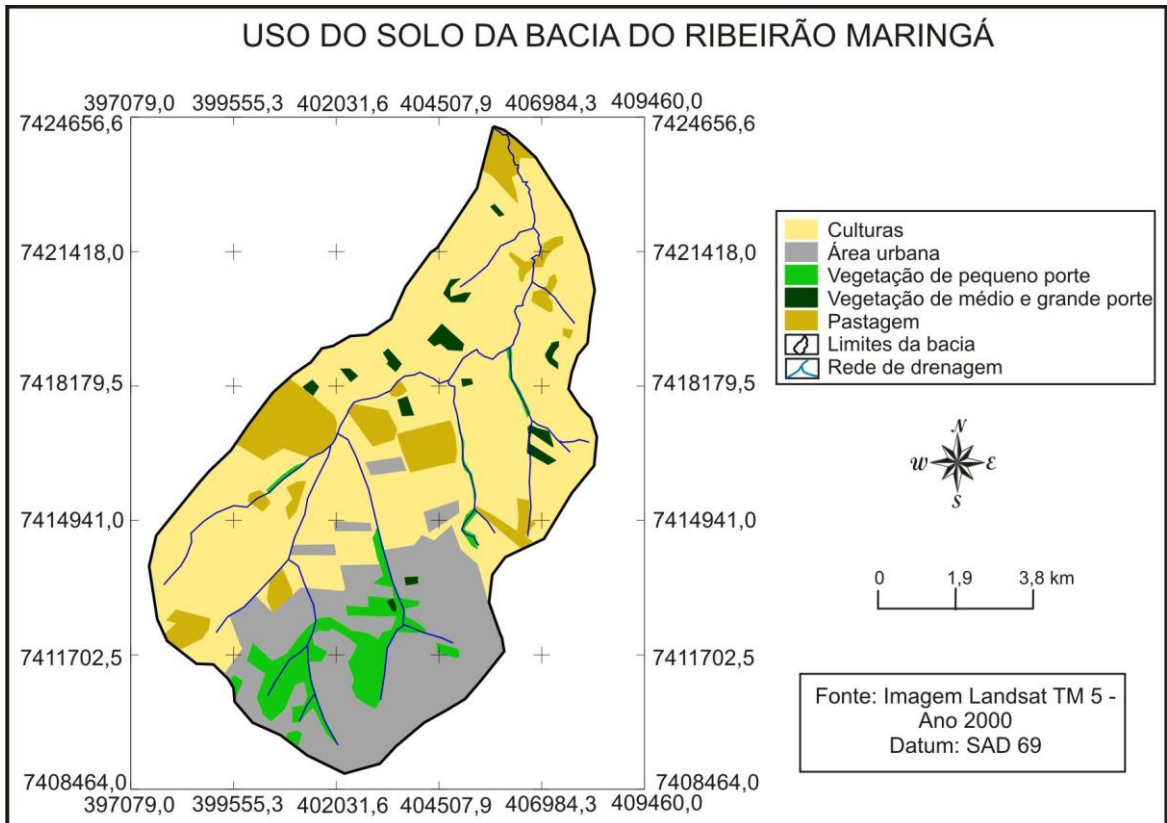 USO DO SOLO DA BACIA DO RIBEIRÃO MARINGÁ
397079,0 399555,3 402031,6 404507,9 406984,3 409460,0
7424656,6 7424656,6
7421418,0 7421418,0
7418179,5 7418179,5
7414941,0 7414941,0
7411702,5 7411702,5
7408464,0 7408464,0
397079,0 399555,3 402031,6 404507,9 406984,3 409460,0
Culturas
Área urbana
Vegetação de pequeno porte
Vegetação de médio e grande porte
Pastagem
Limites da bacia
Rede de drenagem
N
W E
S
0 1,9 3,8 km
Fonte: Imagem Landsat TM 5 -
Ano 2000
Datum: SAD 69